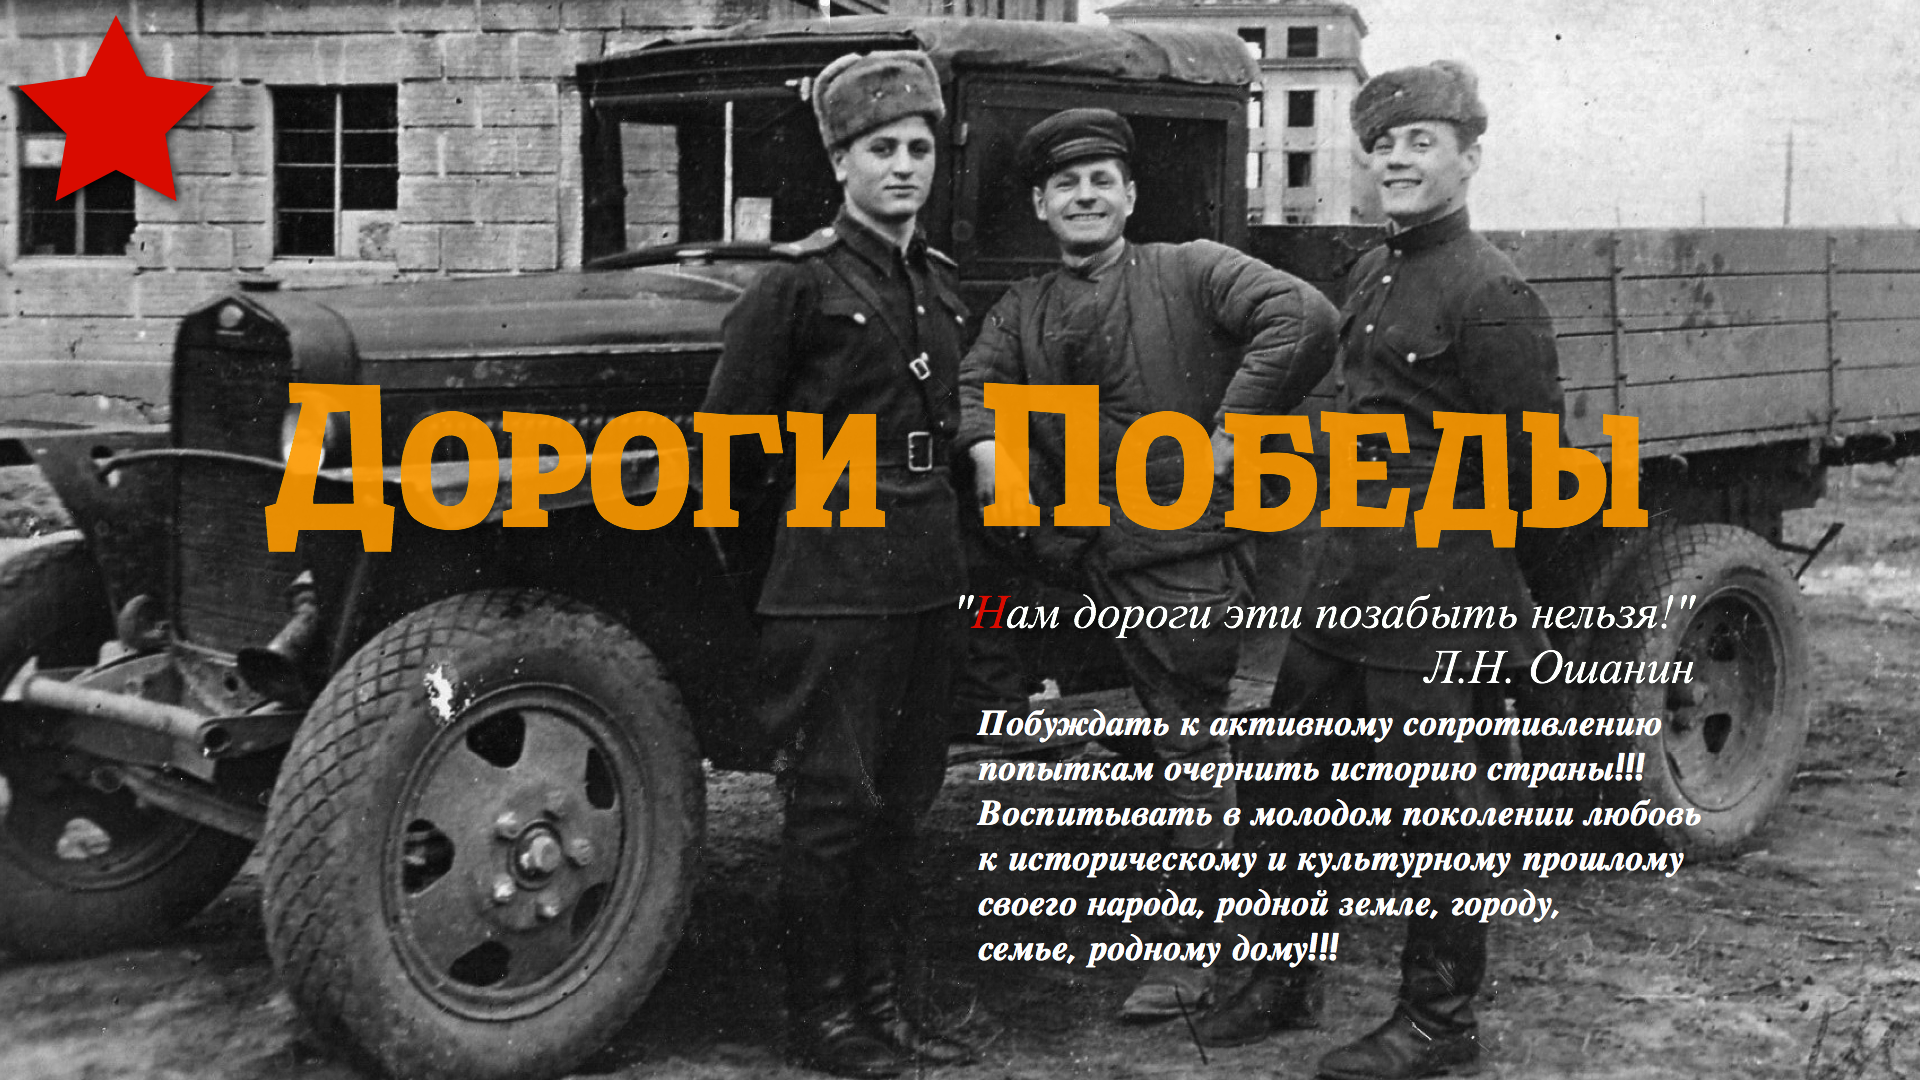 Дороги Победы
"Нам дороги эти позабыть нельзя!"
Л.Н. Ошанин
Побуждать к активному сопротивлению
попыткам очернить историю страны!!!
Воспитывать в молодом поколении любовь
к историческому и культурному прошлому
своего народа, родной земле, городу,
семье, родному дому!!!